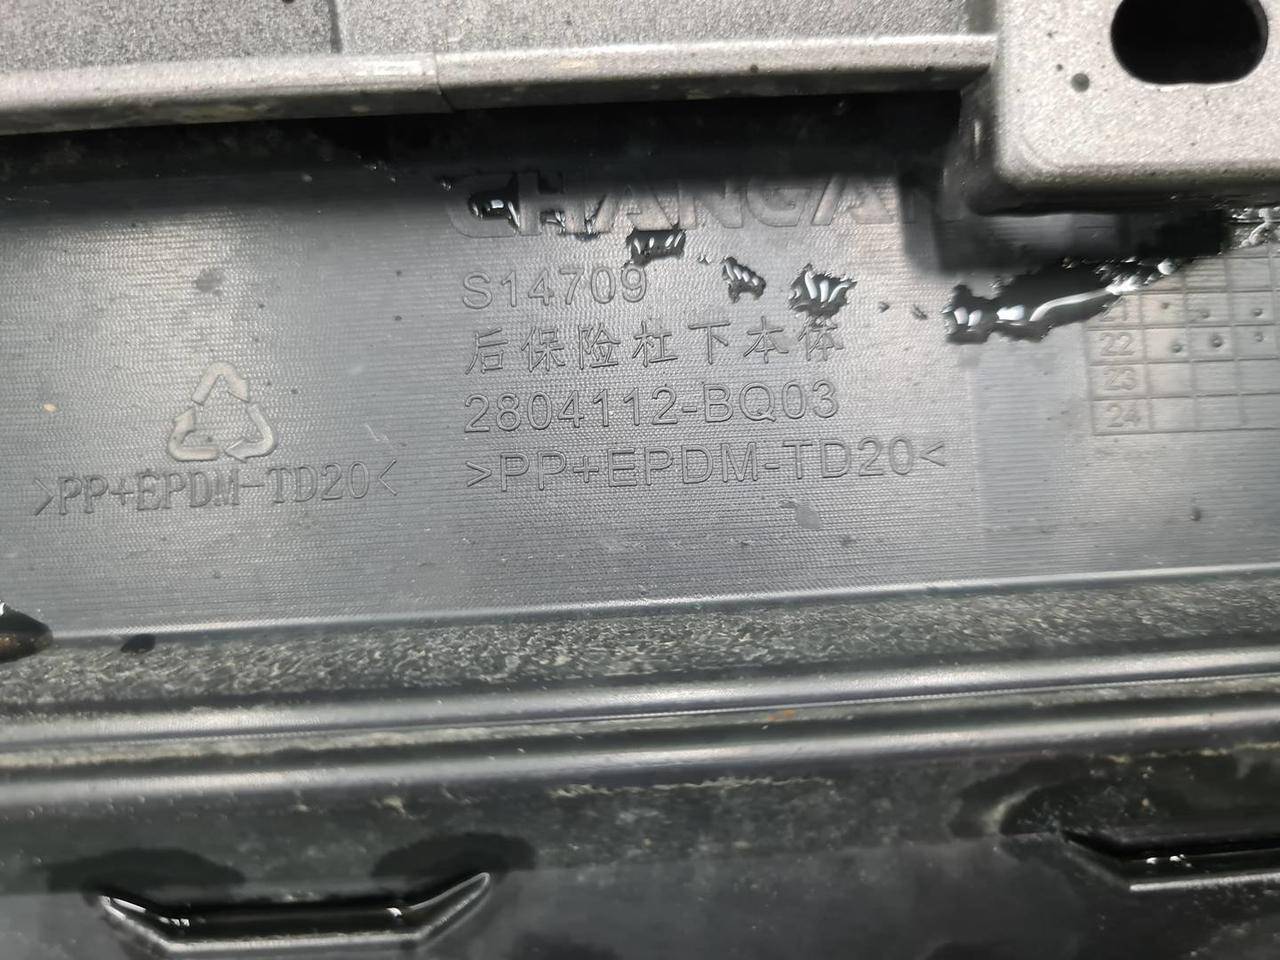 CHANGAN
S14709
后保险杠下本体
2804112-BQ03
>PP+EPDM-TD20<
>PP+EPDM-TD20<
21
22
23
24